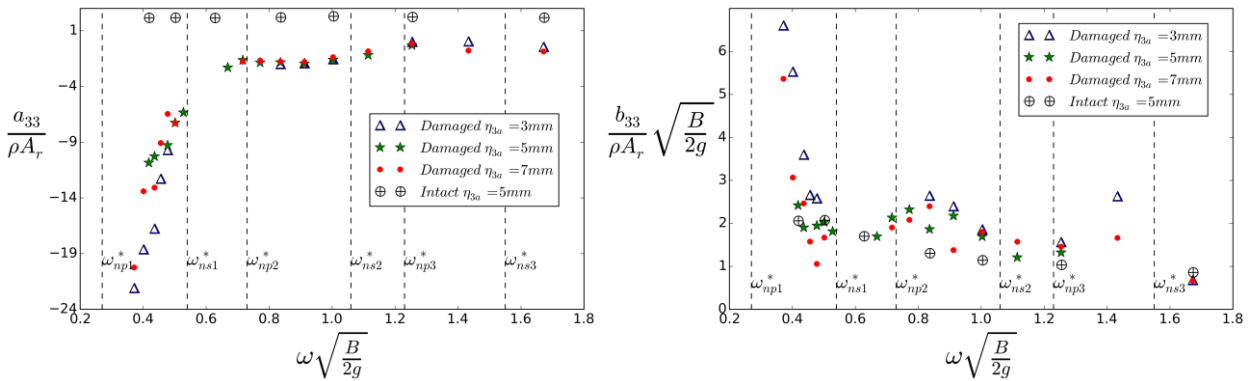 a₃₃/ρAᵣ
1
−4
−9
−14
−19
−24
0.2 0.4 0.6 0.8 1.0 1.2 1.4 1.6 1.8
ω√(B/2g)
ω*ₙₚ₁ ω*ₙₛ₁ ω*ₙₚ₂ ω*ₙₛ₂ ω*ₙₚ₃ ω*ₙₛ₃
Damaged η₃ₐ =3mm
Damaged η₃ₐ =5mm
Damaged η₃ₐ =7mm
Intact η₃ₐ =5mm
b₃₃/ρAᵣ √(B/2g)
6
5
4
3
2
1
0
0.2 0.4 0.6 0.8 1.0 1.2 1.4 1.6 1.8
ω√(B/2g)
ω*ₙₚ₁ ω*ₙₛ₁ ω*ₙₚ₂ ω*ₙₛ₂ ω*ₙₚ₃ ω*ₙₛ₃
Damaged η₃ₐ =3mm
Damaged η₃ₐ =5mm
Damaged η₃ₐ =7mm
Intact η₃ₐ =5mm